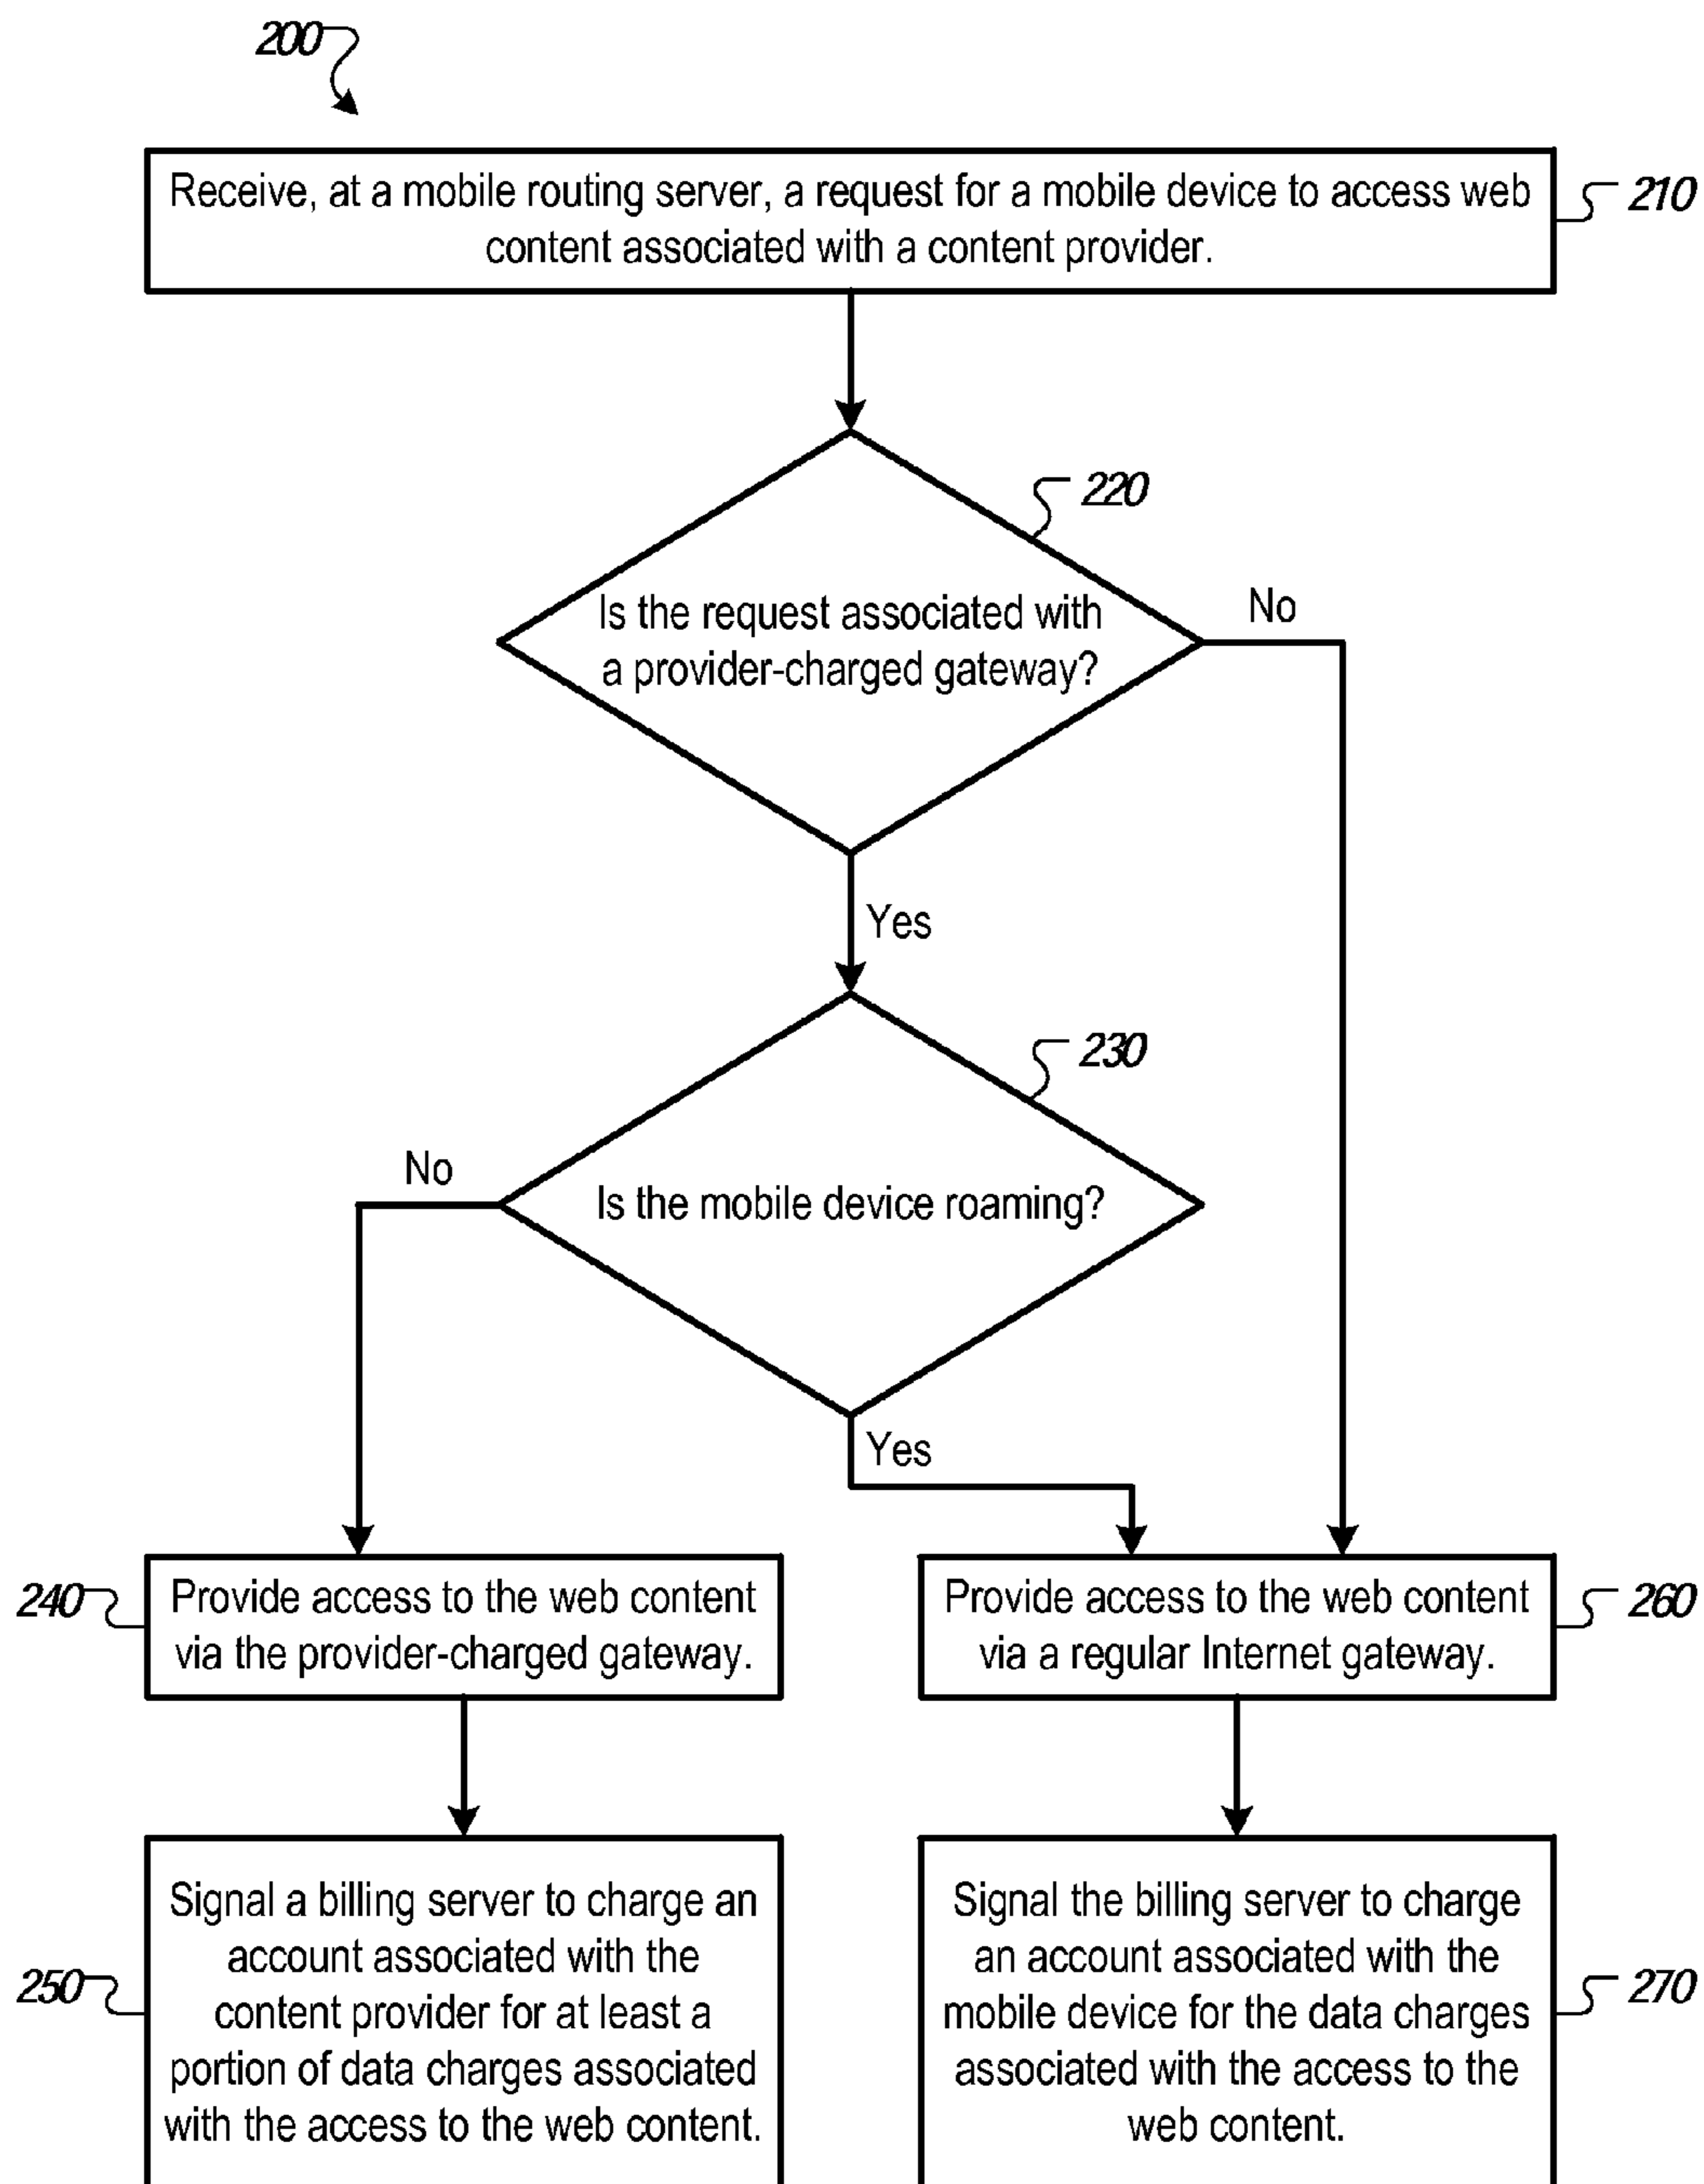 200
Receive, at a mobile routing server, a request for a mobile device to access web
content associated with a content provider.
210
220
Is the request associated with
a provider-charged gateway?
No
Yes
230
No
Is the mobile device roaming?
Yes
240
Provide access to the web content
via the provider-charged gateway.
Provide access to the web content
via a regular Internet gateway.
260
250
Signal a billing server to charge an
account associated with the
content provider for at least a
portion of data charges associated
with the access to the web content.
Signal the billing server to charge
an account associated with the
mobile device for the data charges
associated with the access to the
web content.
270